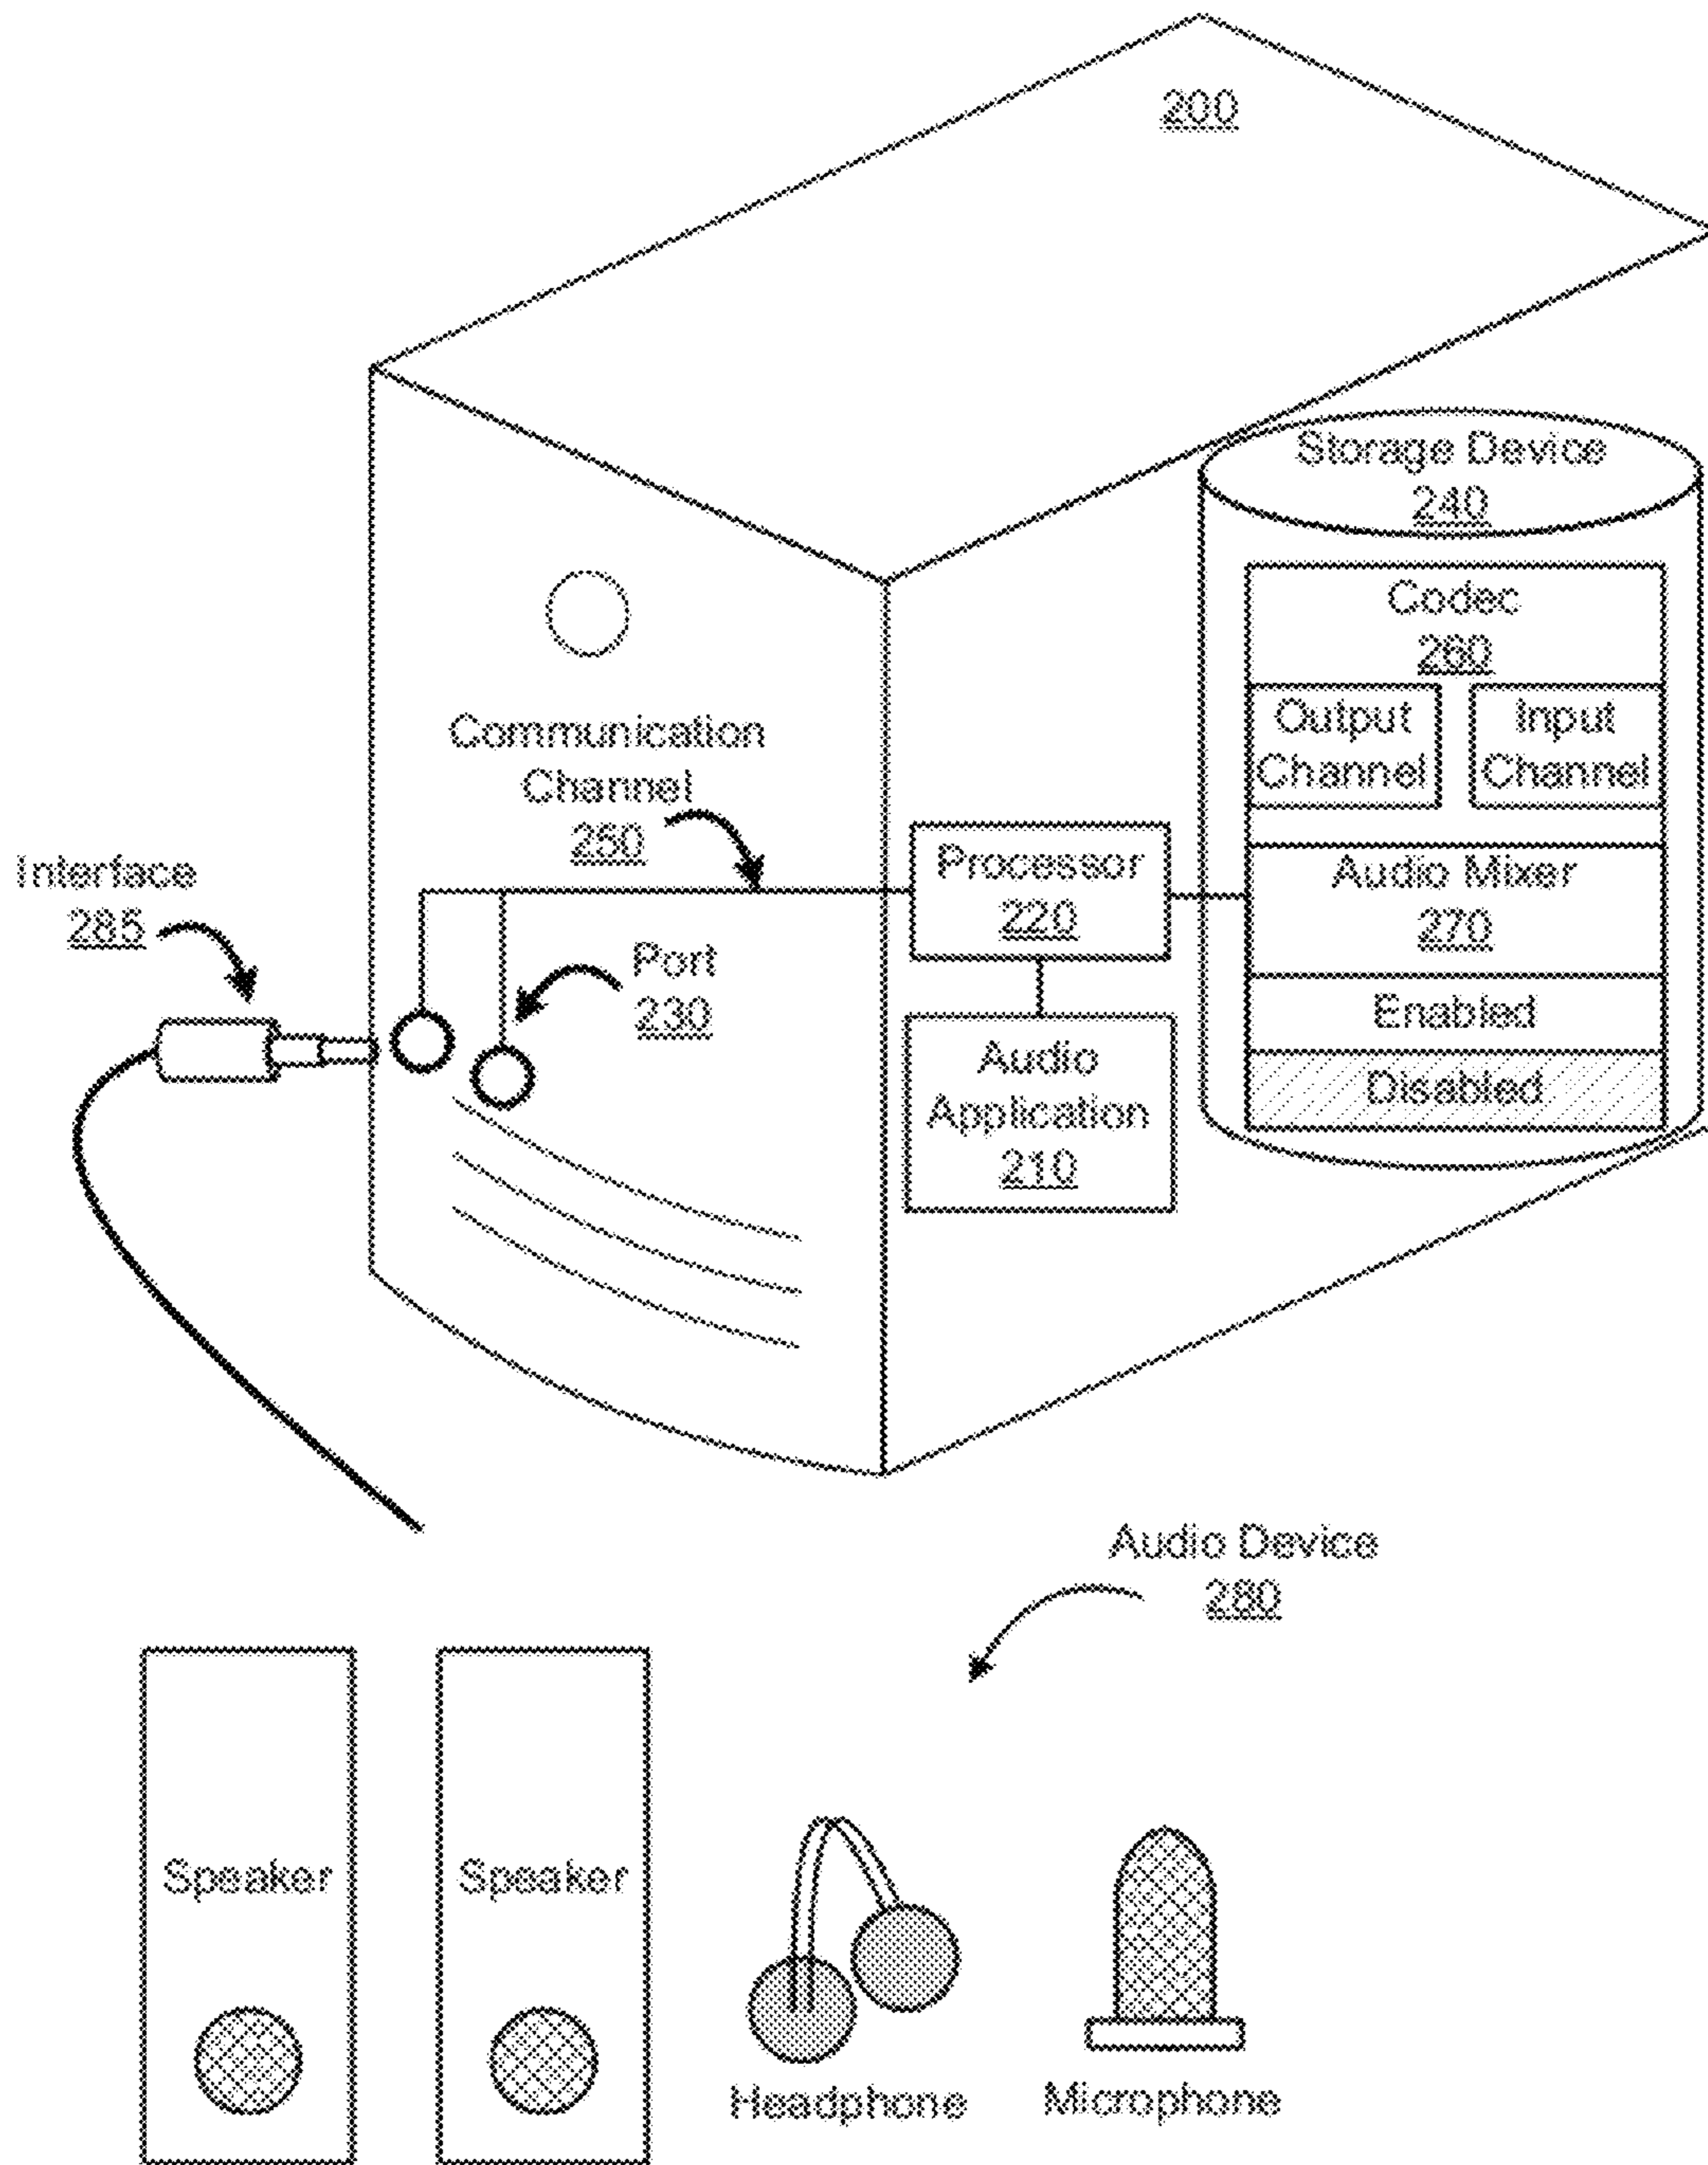 200
Storage Device
240
Codec
260
Output
Channel
Input
Channel
Communication
Channel
250
Processor
220
Audio Mixer
270
Interface
285
Port
230
Enabled
Audio
Application
210
Disabled
Audio Device
280
Speaker
Speaker
Headphone
Microphone